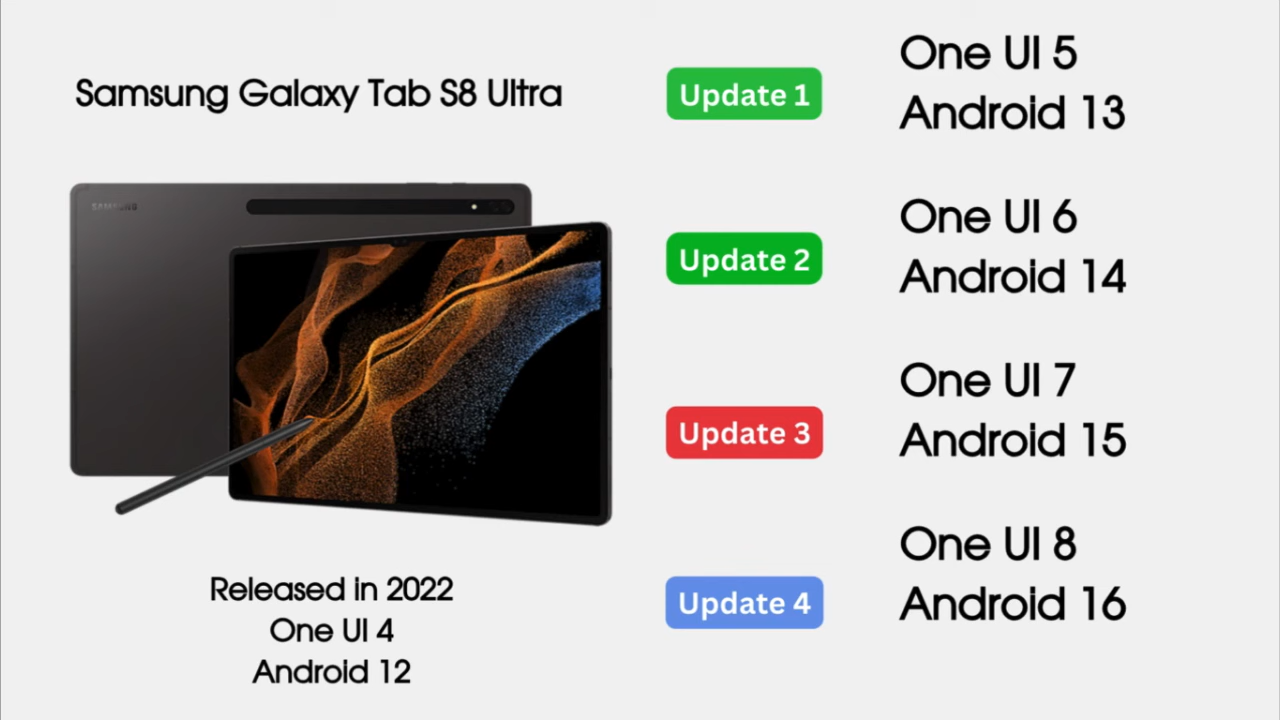 Samsung Galaxy Tab S8 Ultra
SAMSUNG
Released in 2022
One UI 4
Android 12
Update 1
One UI 5
Android 13
Update 2
One UI 6
Android 14
Update 3
One UI 7
Android 15
Update 4
One UI 8
Android 16